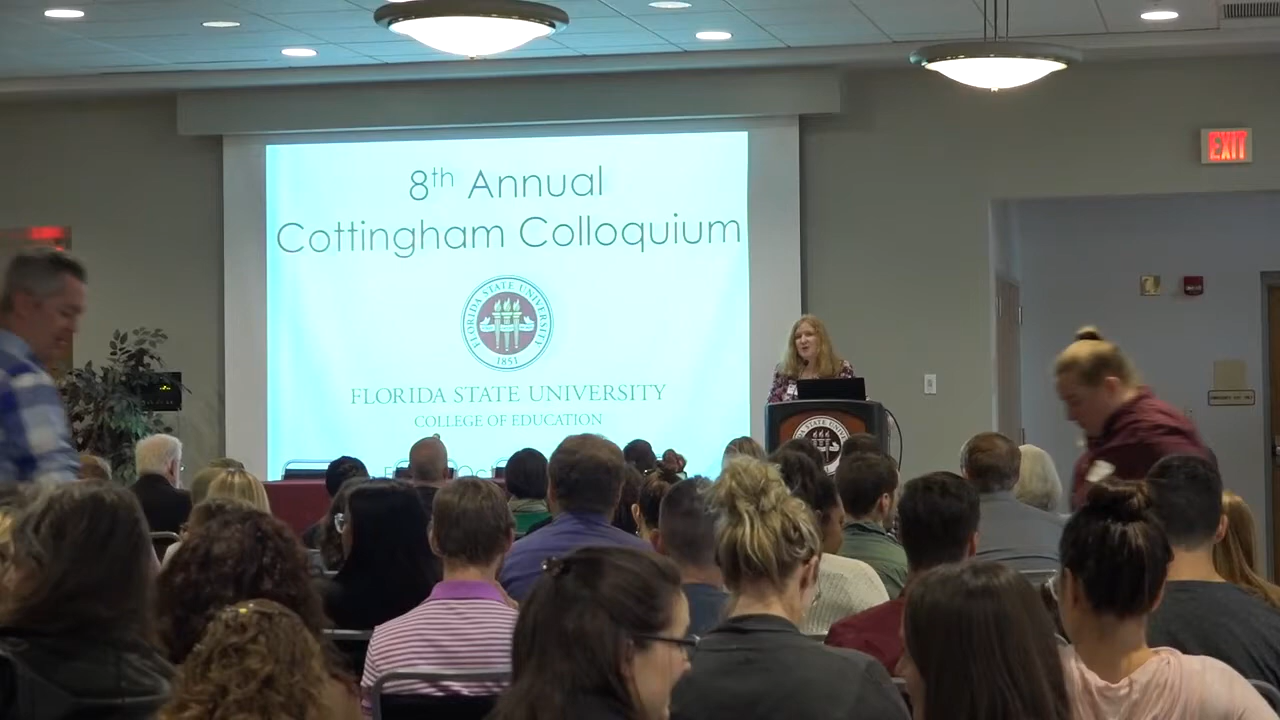 8th Annual
Cottingham Colloquium
FLORIDA STATE UNIVERSITY
1851
FLORIDA STATE UNIVERSITY
COLLEGE OF EDUCATION
EXIT